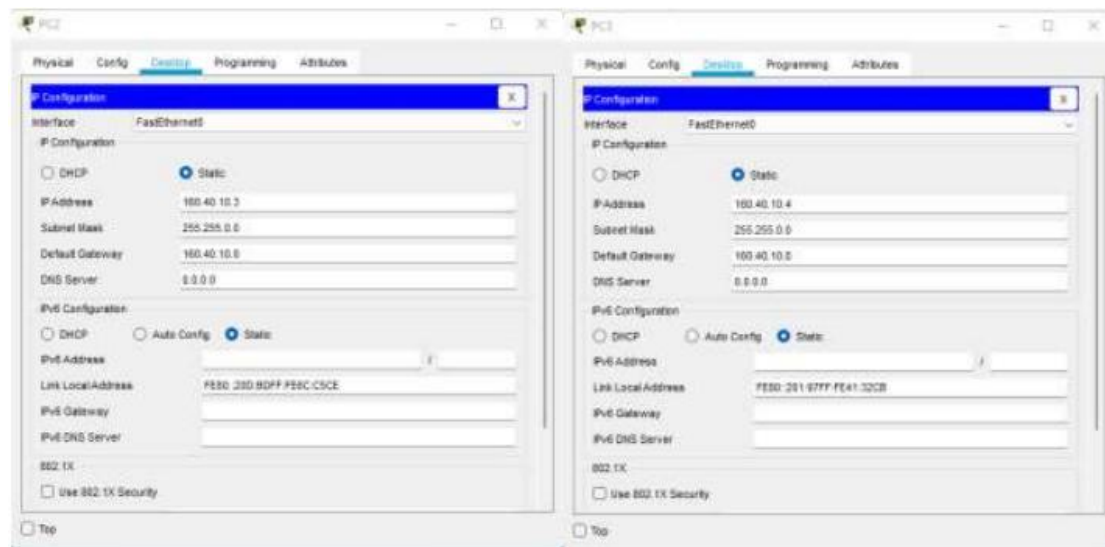 PC2
Physical Config Desktop Programming Attributes
IP Configuration X
Interface FastEthernet0
IP Configuration
DHCP Static
IP Address 160.40.10.3
Subnet Mask 255.255.0.0
Default Gateway 160.40.10.0
DNS Server 0.0.0.0
IPv6 Configuration
DHCP Auto Config Static
IPv6 Address /
Link Local Address
IPv6 Gateway
IPv6 DNS Server
802.1X
Use 802.1X Security
Top
Physical Config Desktop Programming Attributes
IP Configuration X
Interface FastEthernet0
IP Configuration
DHCP Static
IP Address 160.40.10.4
Subnet Mask 255.255.0.0
Default Gateway 160.40.10.0
DNS Server 0.0.0.0
IPv6 Configuration
DHCP Auto Config Static
IPv6 Address /
Link Local Address FE80::201:97FF:FE41:32CB
IPv6 Gateway
IPv6 DNS Server
802.1X
Use 802.1X Security
Top